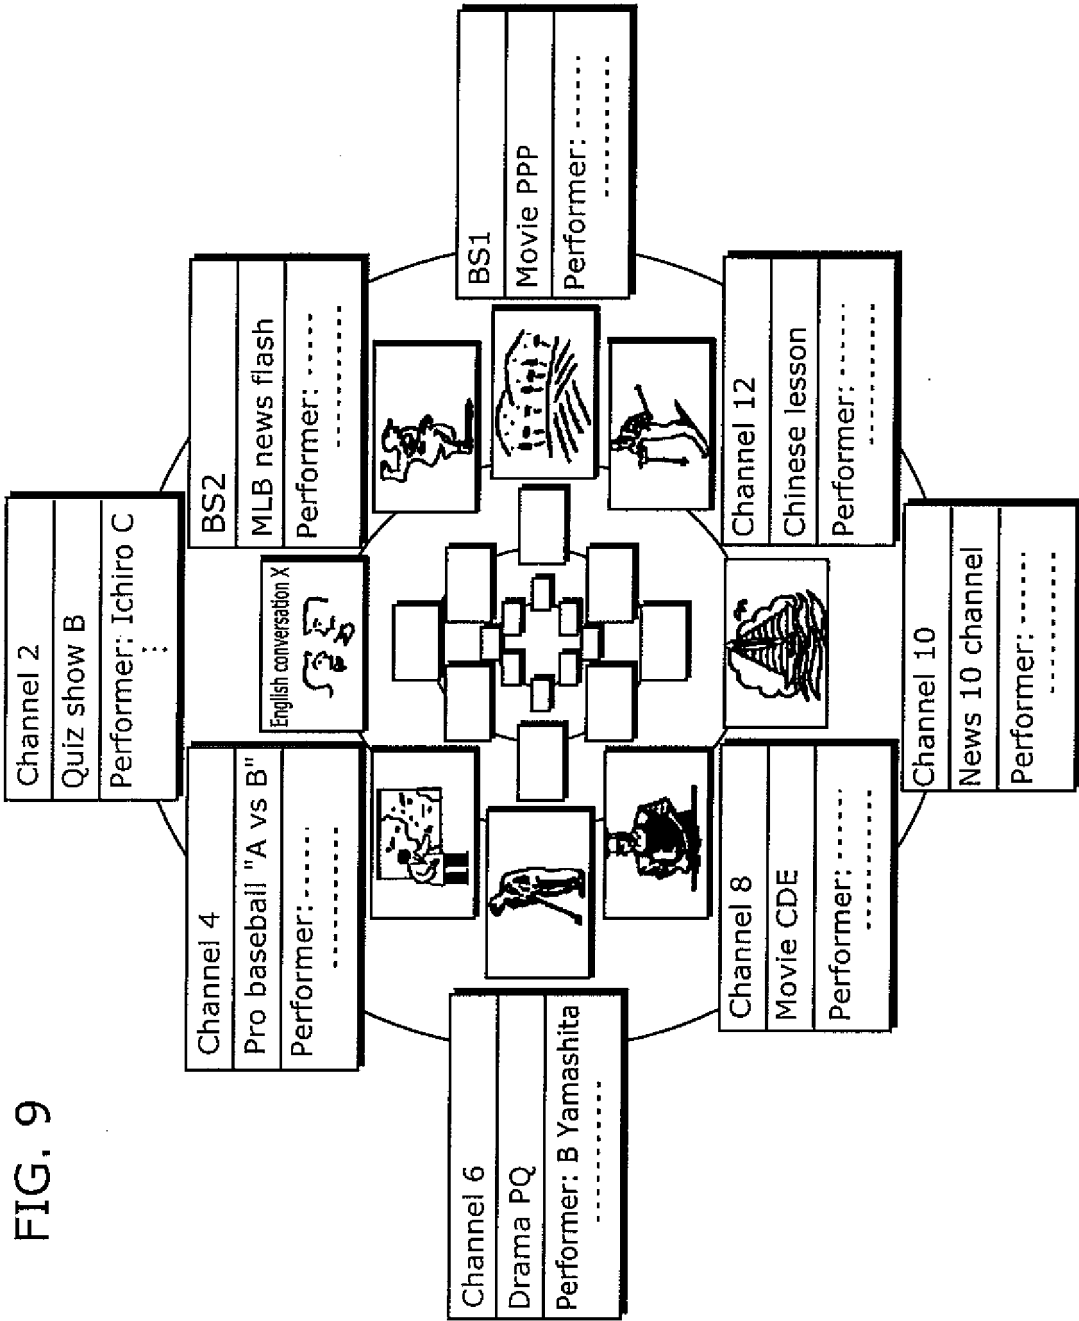 FIG. 9
Channel 2
Quiz show B
Performer: Ichiro C
...
Channel 4
Pro baseball "A vs B"
Performer: -----
----------
BS2
MLB news flash
Performer: -----
----------
English conversation X
Channel 6
Drama PQ
Performer: B Yamashita
----------
BS1
Movie PPP
Performer: -----
----------
Channel 8
Movie CDE
Performer: -----
----------
Channel 12
Chinese lesson
Performer: -----
----------
Channel 10
News 10 channel
Performer: -----
----------